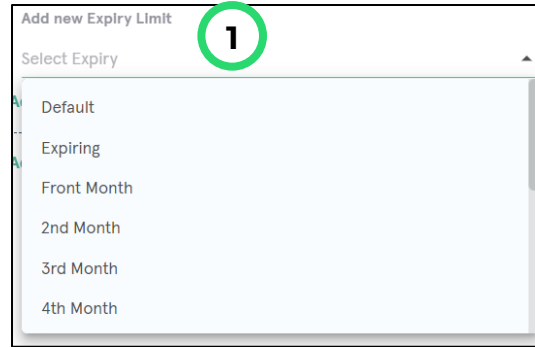 Add new Expiry Limit
1
Select Expiry
Default
Expiring
Front Month
2nd Month
3rd Month
4th Month